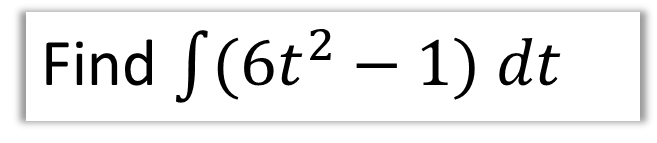 Find ∫(6t² − 1) dt